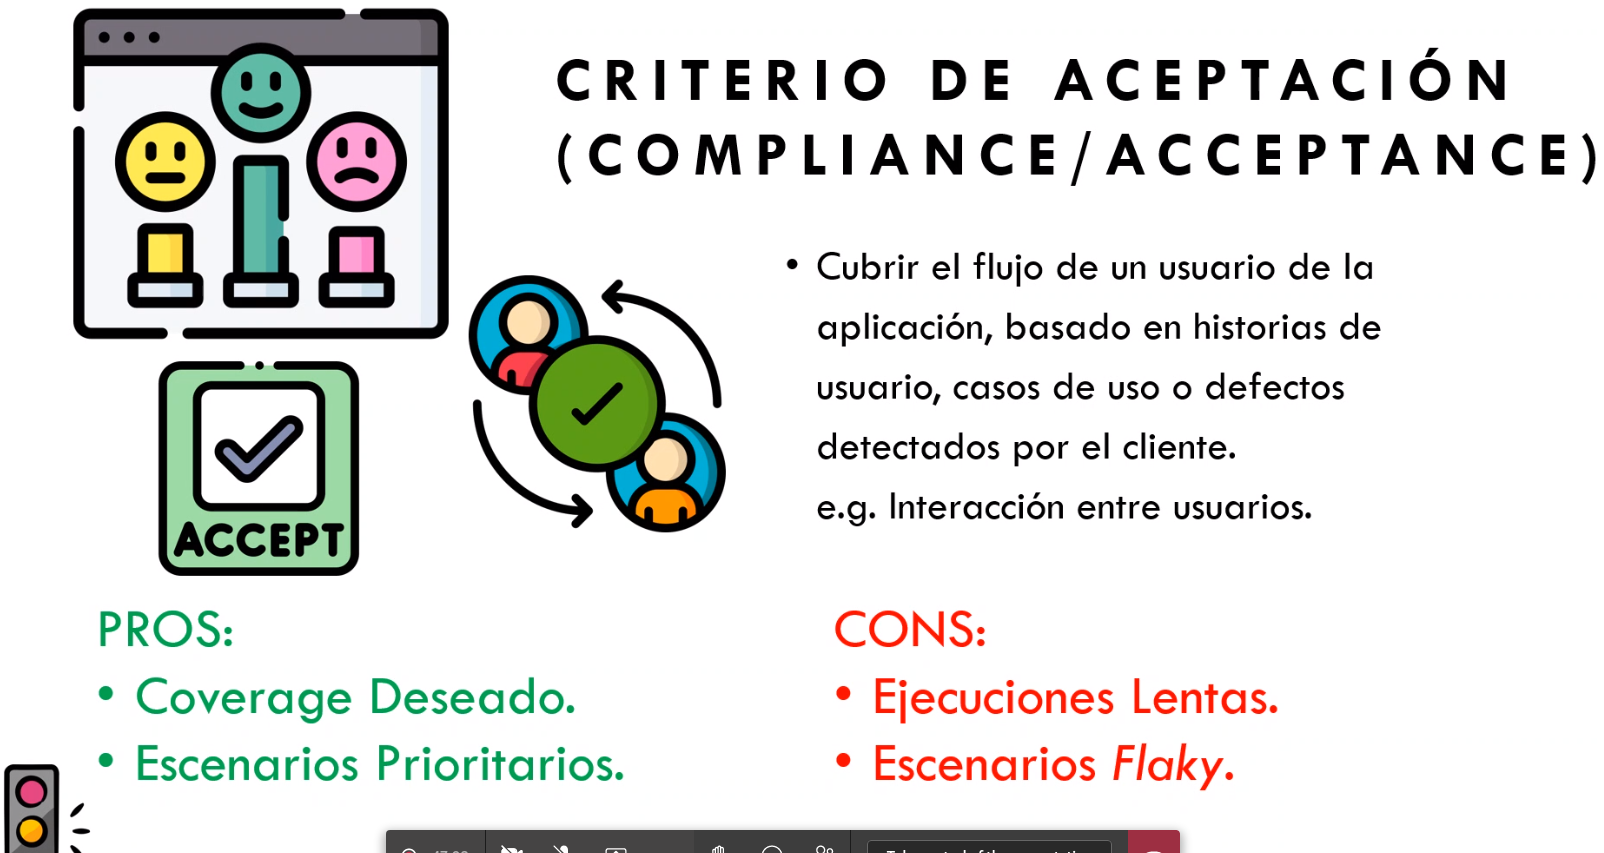 CRITERIO DE ACEPTACIÓN
(COMPLIANCE/ACCEPTANCE)
• Cubrir el flujo de un usuario de la
aplicación, basado en historias de
usuario, casos de uso o defectos
detectados por el cliente.
e.g. Interacción entre usuarios.
ACCEPT
PROS:
• Coverage Deseado.
• Escenarios Prioritarios.
CONS:
• Ejecuciones Lentas.
• Escenarios Flaky.